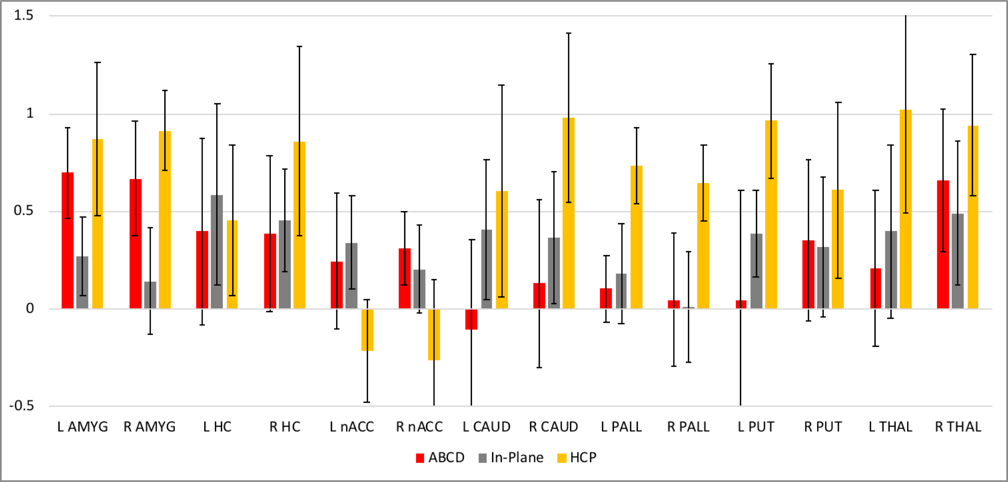 1.5
1
0.5
0
-0.5
L AMYG R AMYG L HC R HC L nACC R nACC L CAUD R CAUD L PALL R PALL L PUT R PUT L THAL R THAL
ABCD In-Plane HCP